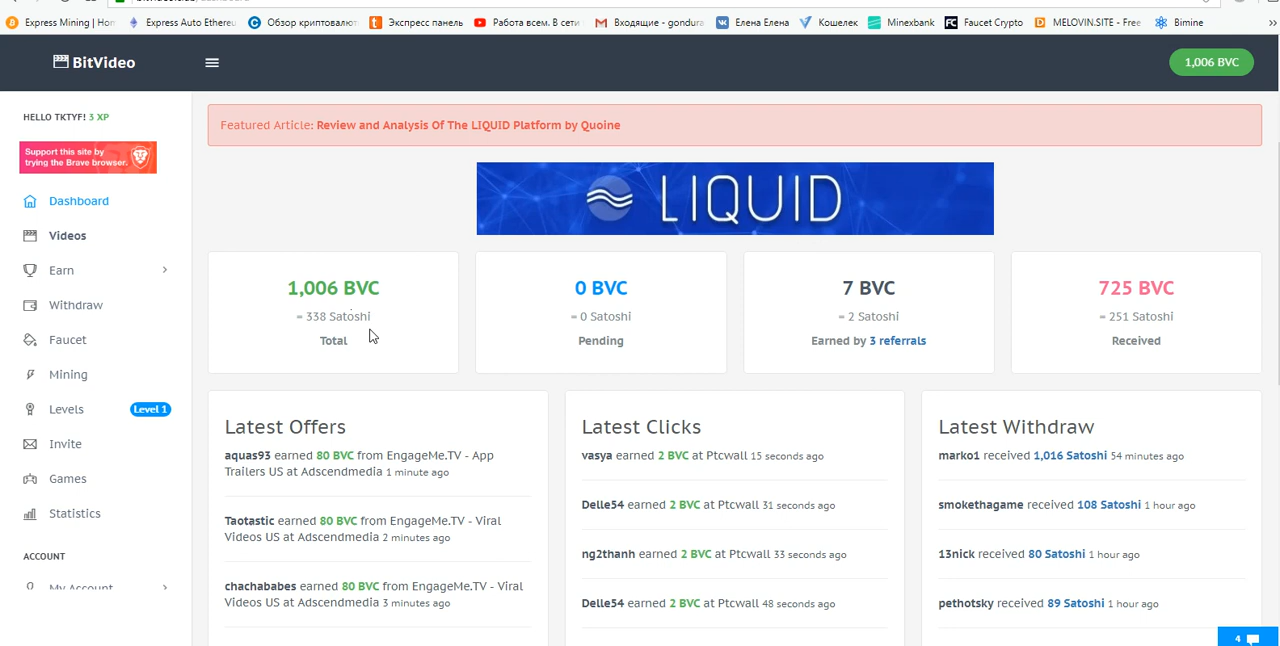 Express Mining | Hom
Express Auto Ethereu
Обзор криптовалют
Экспресс панель
Работа всем. В сети
Входящие - gondura
Елена Елена
Кошелек
Minexbank
Faucet Crypto
MELOVIN.SITE - Free
Bimine
»
BitVideo
1,006 BVC
HELLO TKTYF! 3 XP
Support this site by
trying the Brave browser.
Dashboard
Videos
Earn
Withdraw
Faucet
Mining
Levels
Level 1
Invite
Games
Statistics
ACCOUNT
My Account
Featured Article: Review and Analysis Of The LIQUID Platform by Quoine
LIQUID
1,006 BVC
= 338 Satoshi
Total
0 BVC
= 0 Satoshi
Pending
7 BVC
= 2 Satoshi
Earned by 3 referrals
725 BVC
= 251 Satoshi
Received
Latest Offers
aquas93 earned 80 BVC from EngageMe.TV - App
Trailers US at Adscendmedia 1 minute ago
Taotastic earned 80 BVC from EngageMe.TV - Viral
Videos US at Adscendmedia 2 minutes ago
chachababes earned 80 BVC from EngageMe.TV - Viral
Videos US at Adscendmedia 3 minutes ago
Latest Clicks
vasya earned 2 BVC at Ptcwall 15 seconds ago
Delle54 earned 2 BVC at Ptcwall 31 seconds ago
ng2thanh earned 2 BVC at Ptcwall 33 seconds ago
Delle54 earned 2 BVC at Ptcwall 48 seconds ago
Latest Withdraw
marko1 received 1,016 Satoshi 54 minutes ago
smokethagame received 108 Satoshi 1 hour ago
13nick received 80 Satoshi 1 hour ago
pethotsky received 89 Satoshi 1 hour ago
4